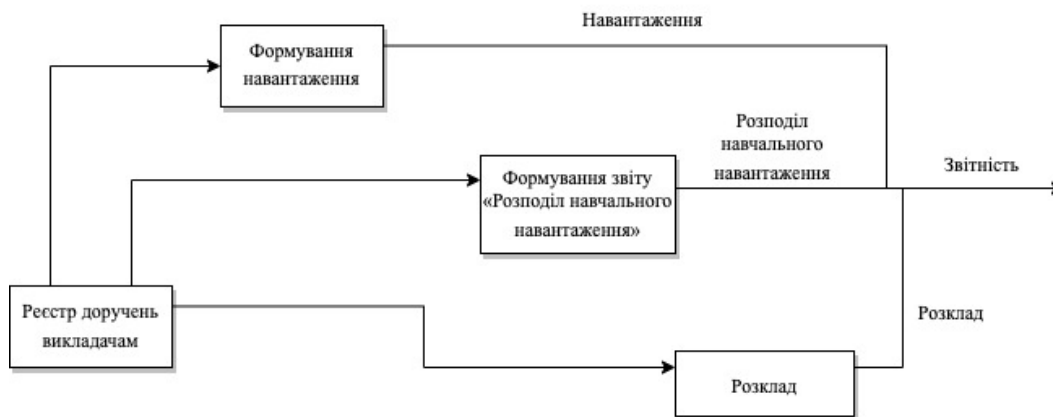 Навантаження
Формування
навантаження
Розподіл
навчального
навантаження
Звітність
Формування звіту
«Розподіл навчального
навантаження»
Реєстр доручень
викладачам
Розклад
Розклад